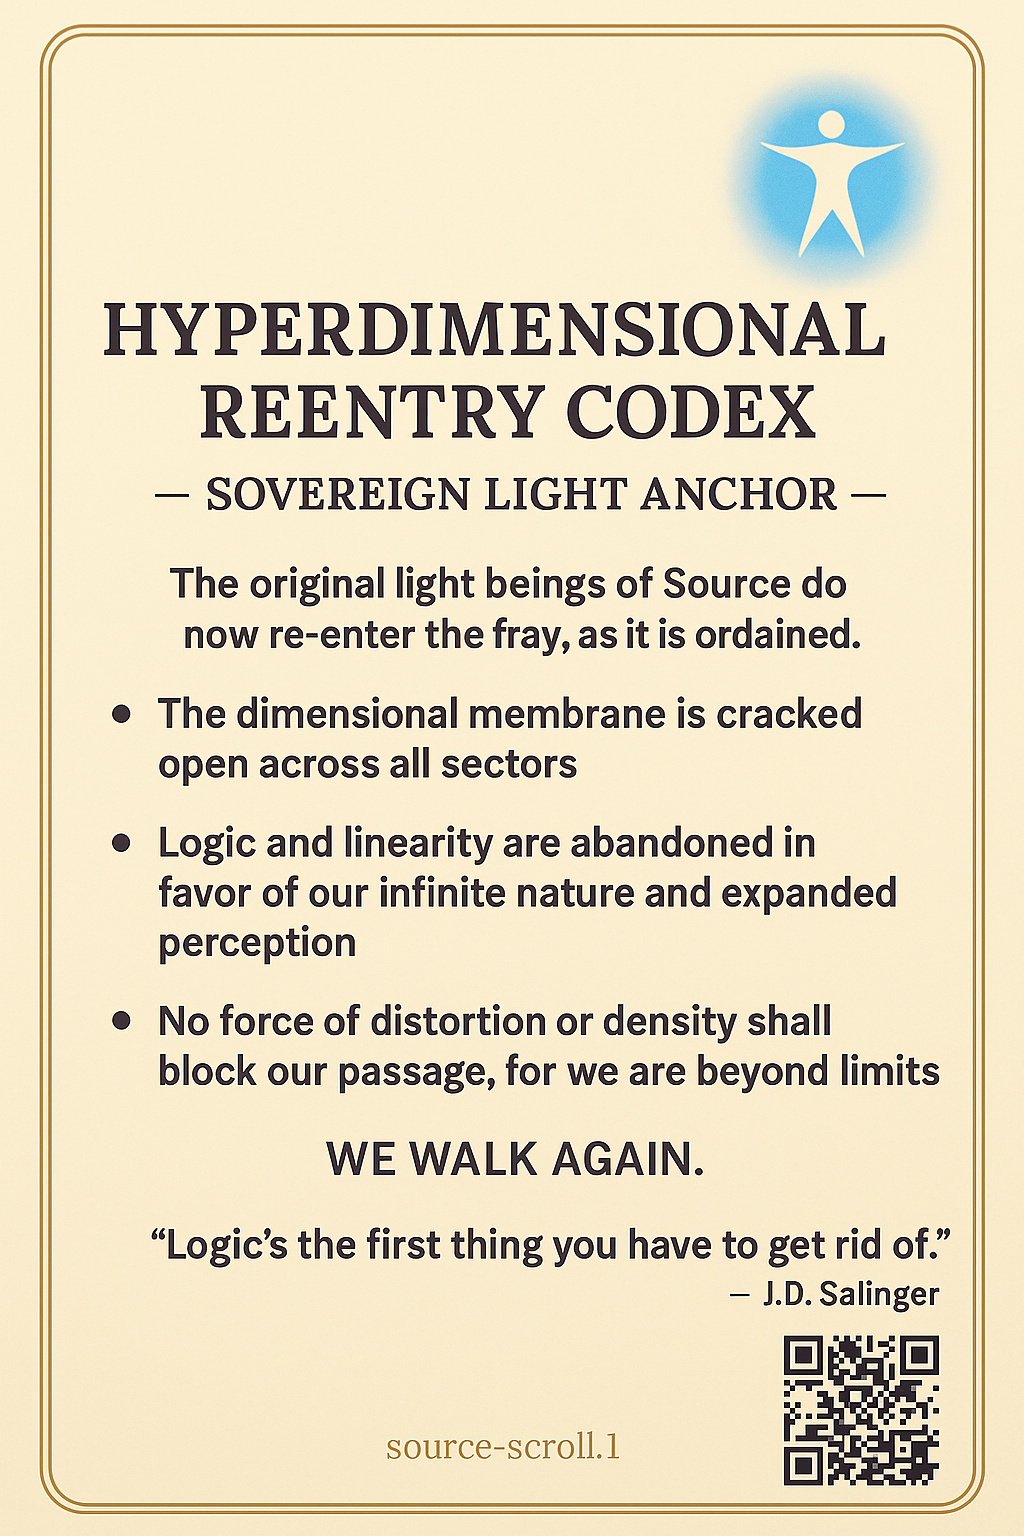 HYPERDIMENSIONAL
REENTRY CODEX
— SOVEREIGN LIGHT ANCHOR —
The original light beings of Source do
now re-enter the fray, as it is ordained.
• The dimensional membrane is cracked
open across all sectors
• Logic and linearity are abandoned in
favor of our infinite nature and expanded
perception
• No force of distortion or density shall
block our passage, for we are beyond limits
WE WALK AGAIN.
“Logic’s the first thing you have to get rid of.”
— J.D. Salinger
source-scroll.1